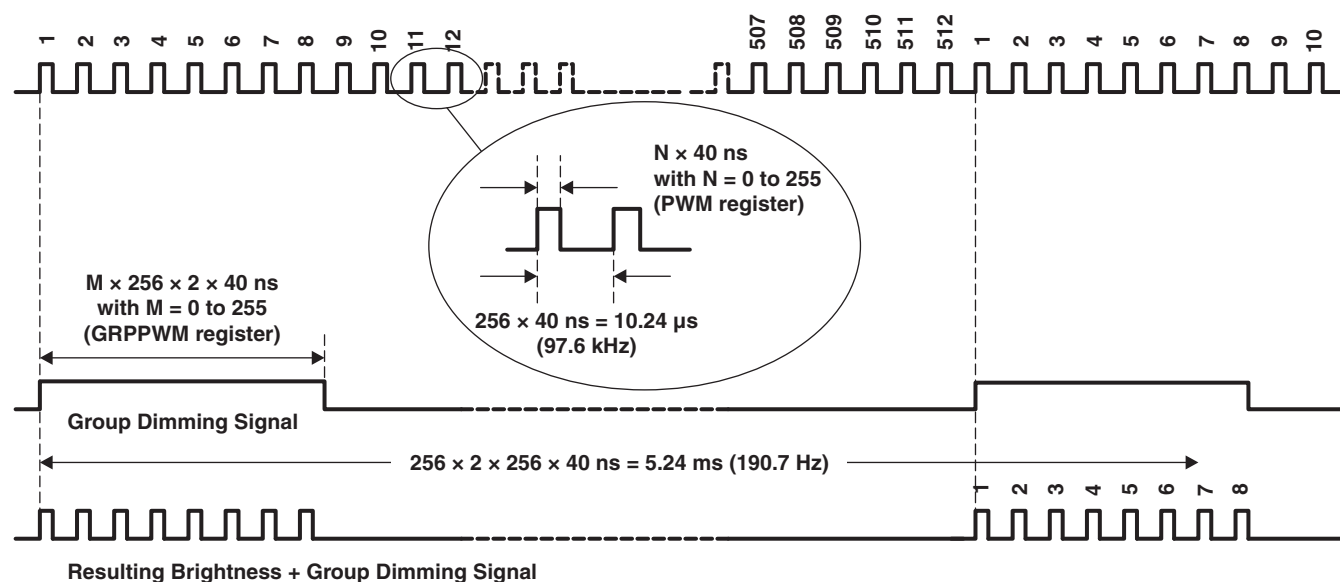 1 2 3 4 5 6 7 8 9 10 11 12 507 508 509 510 511 512 1 2 3 4 5 6 7 8 9 10
N × 40 ns
with N = 0 to 255
(PWM register)
256 × 40 ns = 10.24 µs
(97.6 kHz)
M × 256 × 2 × 40 ns
with M = 0 to 255
(GRPPWM register)
Group Dimming Signal
256 × 2 × 256 × 40 ns = 5.24 ms (190.7 Hz)
1 2 3 4 5 6 7 8
Resulting Brightness + Group Dimming Signal